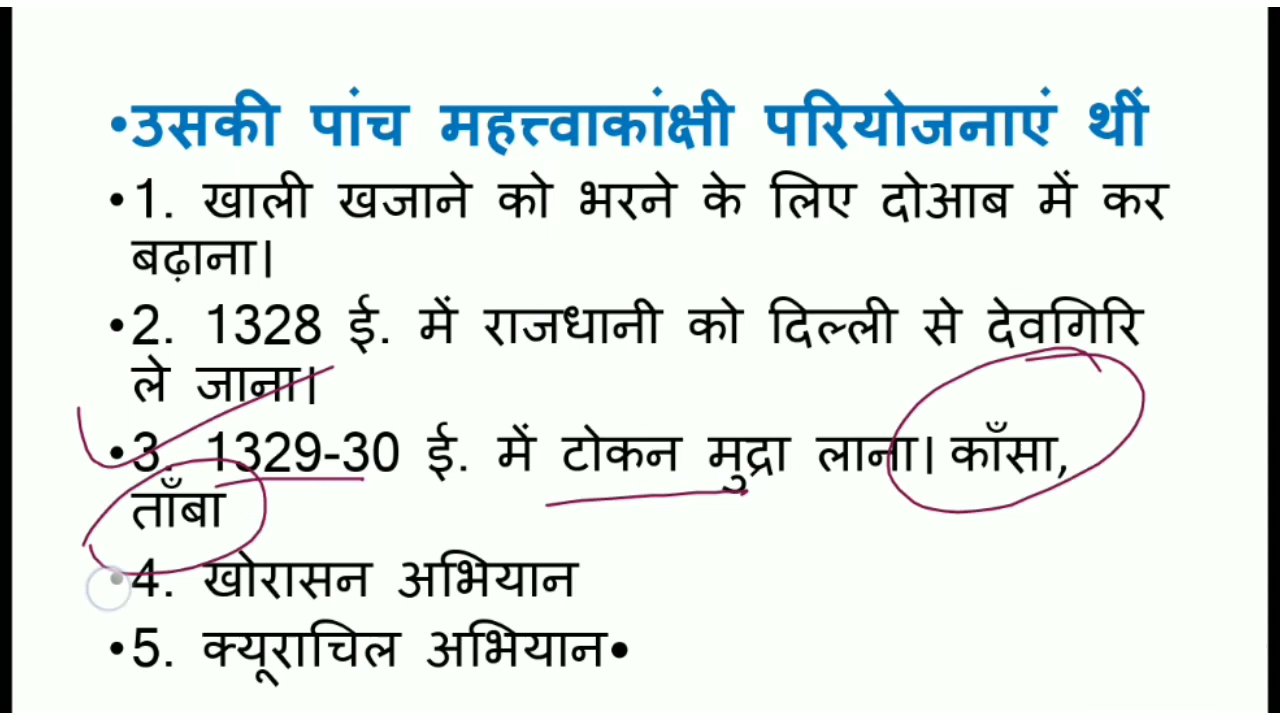 •उसकी पांच महत्त्वाकांक्षी परियोजनाएं थीं
•1. खाली खजाने को भरने के लिए दोआब में कर
बढ़ाना।
•2. 1328 ई. में राजधानी को दिल्ली से देवगिरि
ले जाना।
•3. 1329-30 ई. में टोकन मुद्रा लाना। काँसा,
ताँबा
•4. खोरासन अभियान
•5. क्यूराचिल अभियान•